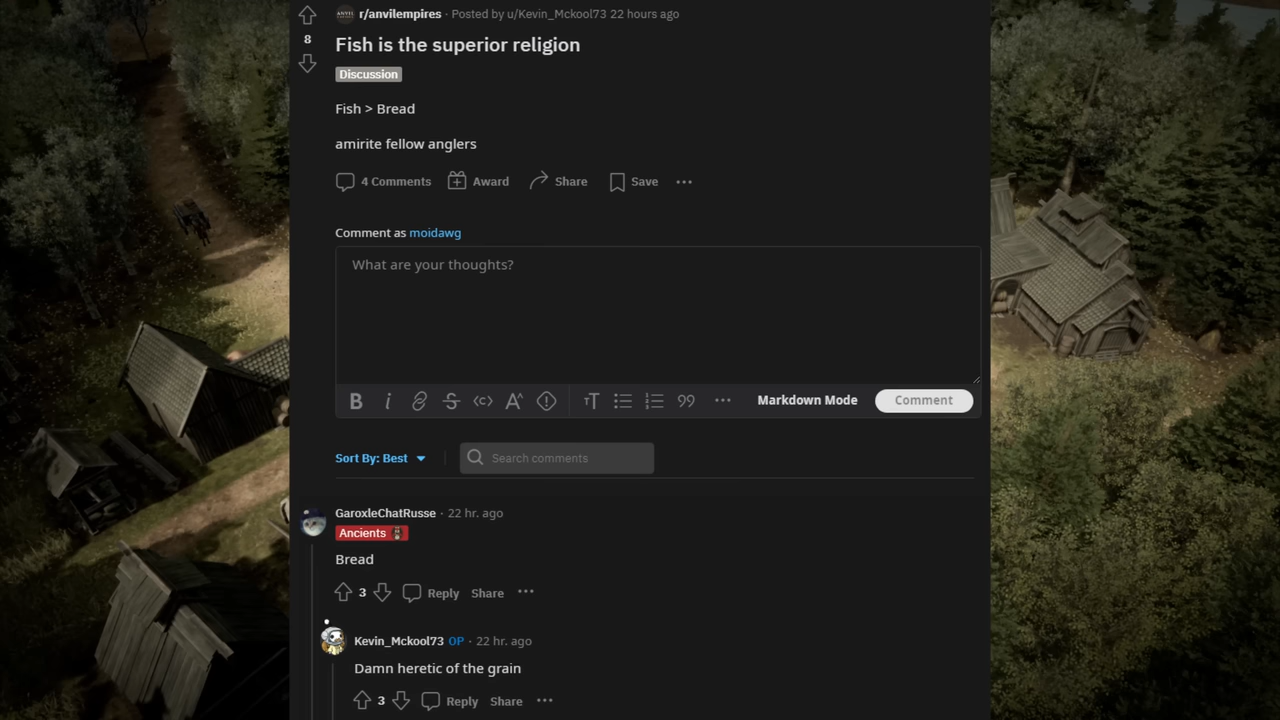 r/anvilempires · Posted by u/Kevin_Mckool73 22 hours ago
8
Fish is the superior religion
Discussion
Fish > Bread
amirite fellow anglers
4 Comments Award Share Save ...
Comment as moidawg
What are your thoughts?
B i S <c> A^ TT 99 ... Markdown Mode Comment
Sort By: Best Search comments
GaroxleChatRusse · 22 hr. ago
Ancients
Bread
3 Reply Share ...
Kevin_Mckool73 OP · 22 hr. ago
Damn heretic of the grain
3 Reply Share ...